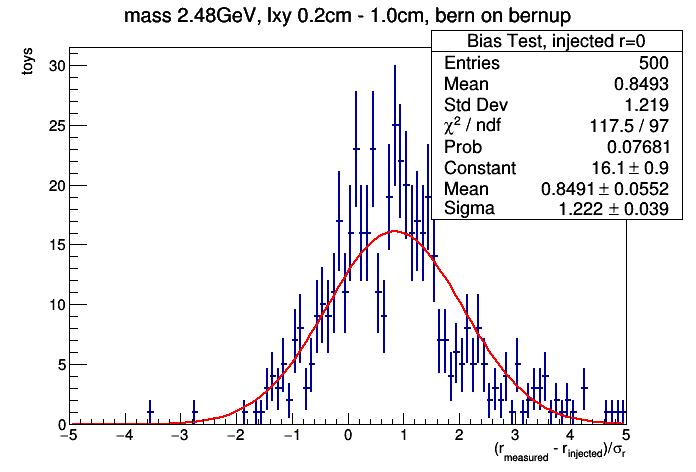 mass 2.48GeV, lxy 0.2cm - 1.0cm, bern on bernup
Bias Test, injected r=0
Entries 500
Mean 0.8493
Std Dev 1.219
χ² / ndf 117.5 / 97
Prob 0.07681
Constant 16.1 ± 0.9
Mean 0.8491 ± 0.0552
Sigma 1.222 ± 0.039
toys
30
25
20
15
10
5
0
−5 −4 −3 −2 −1 0 1 2 3 4 5
(r_measured - r_injected)/σ_r